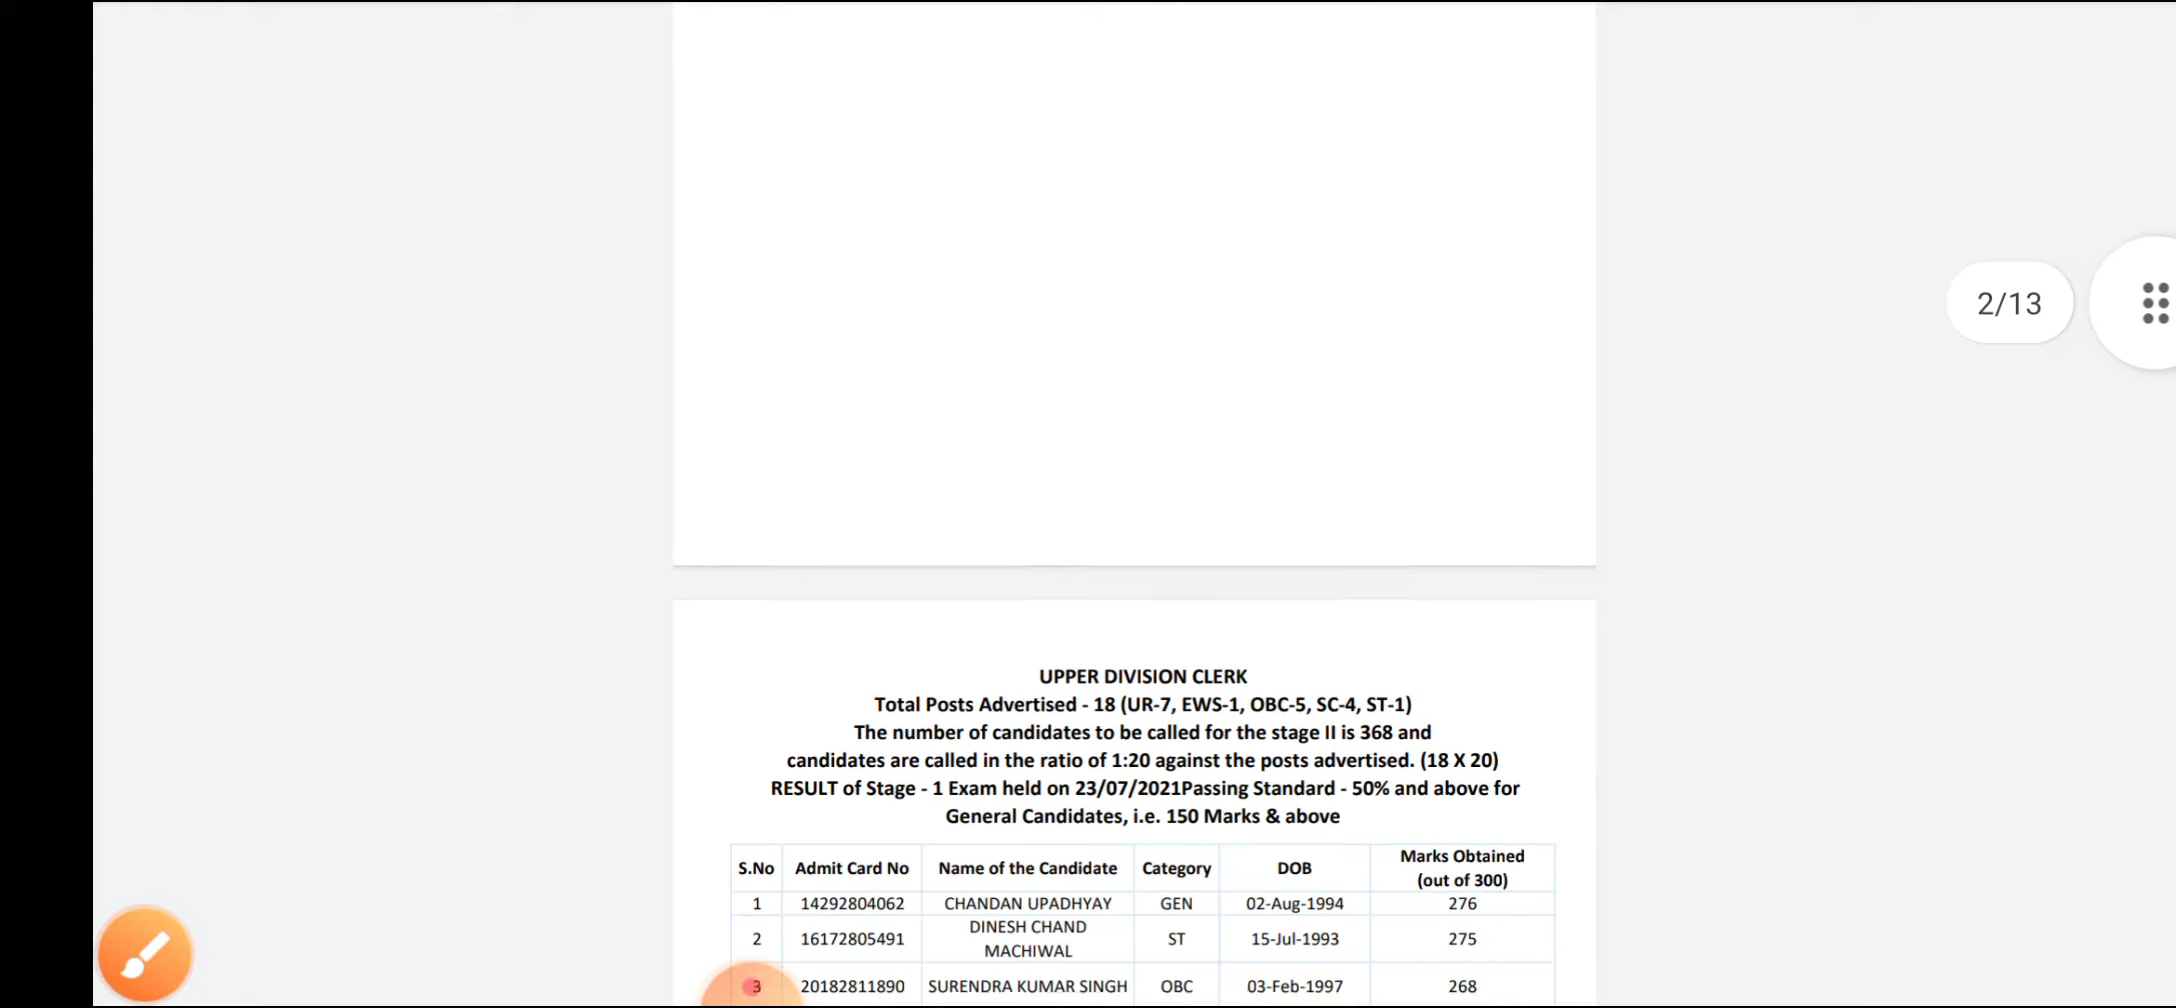 2/13
UPPER DIVISION CLERK
Total Posts Advertised - 18 (UR-7, EWS-1, OBC-5, SC-4, ST-1)
The number of candidates to be called for the stage II is 368 and
candidates are called in the ratio of 1:20 against the posts advertised. (18 X 20)
RESULT of Stage - 1 Exam held on 23/07/2021Passing Standard - 50% and above for
General Candidates, i.e. 150 Marks & above
S.No Admit Card No Name of the Candidate Category DOB Marks Obtained (out of 300)
1 14292804062 CHANDAN UPADHYAY GEN 02-Aug-1994 276
2 16172805491 DINESH CHAND MACHIWAL ST 15-Jul-1993 275
3 20182811890 SURENDRA KUMAR SINGH OBC 03-Feb-1997 268